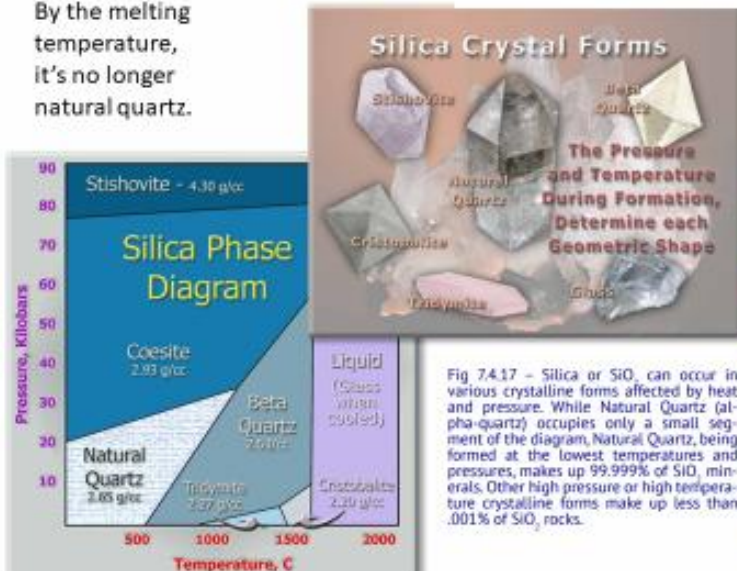 By the melting
temperature,
it's no longer
natural quartz.
Silica Crystal Forms
Stishovite
Beta
Quartz
Natural
Quartz
The Pressure
and Temperature
During Formation,
Determine each
Geometric Shape
Cristobalite
Tridymite
Glass
90
80
70
60
50
40
30
20
10
Pressure, Kilobars
Stishovite - 4.30 g/cc
Silica Phase
Diagram
Coesite
2.93 g/cc
Liquid
(Glass
when
cooled)
Beta
Quartz
Natural
Quartz
2.65 g/cc
Tridymite
2.27 g/cc
Cristobalite
2.20 g/cc
500 1000 1500 2000
Temperature, C
Fig 7.4.17 – Silica or SiO2 can occur in
various crystalline forms affected by heat
and pressure. While Natural Quartz (al-
pha-quartz) occupies only a small seg-
ment of the diagram, Natural Quartz, being
formed at the lowest temperatures and
pressures, makes up 99.999% of SiO2 min-
erals. Other high pressure or high tempera-
ture crystalline forms make up less than
.001% of SiO2 rocks.